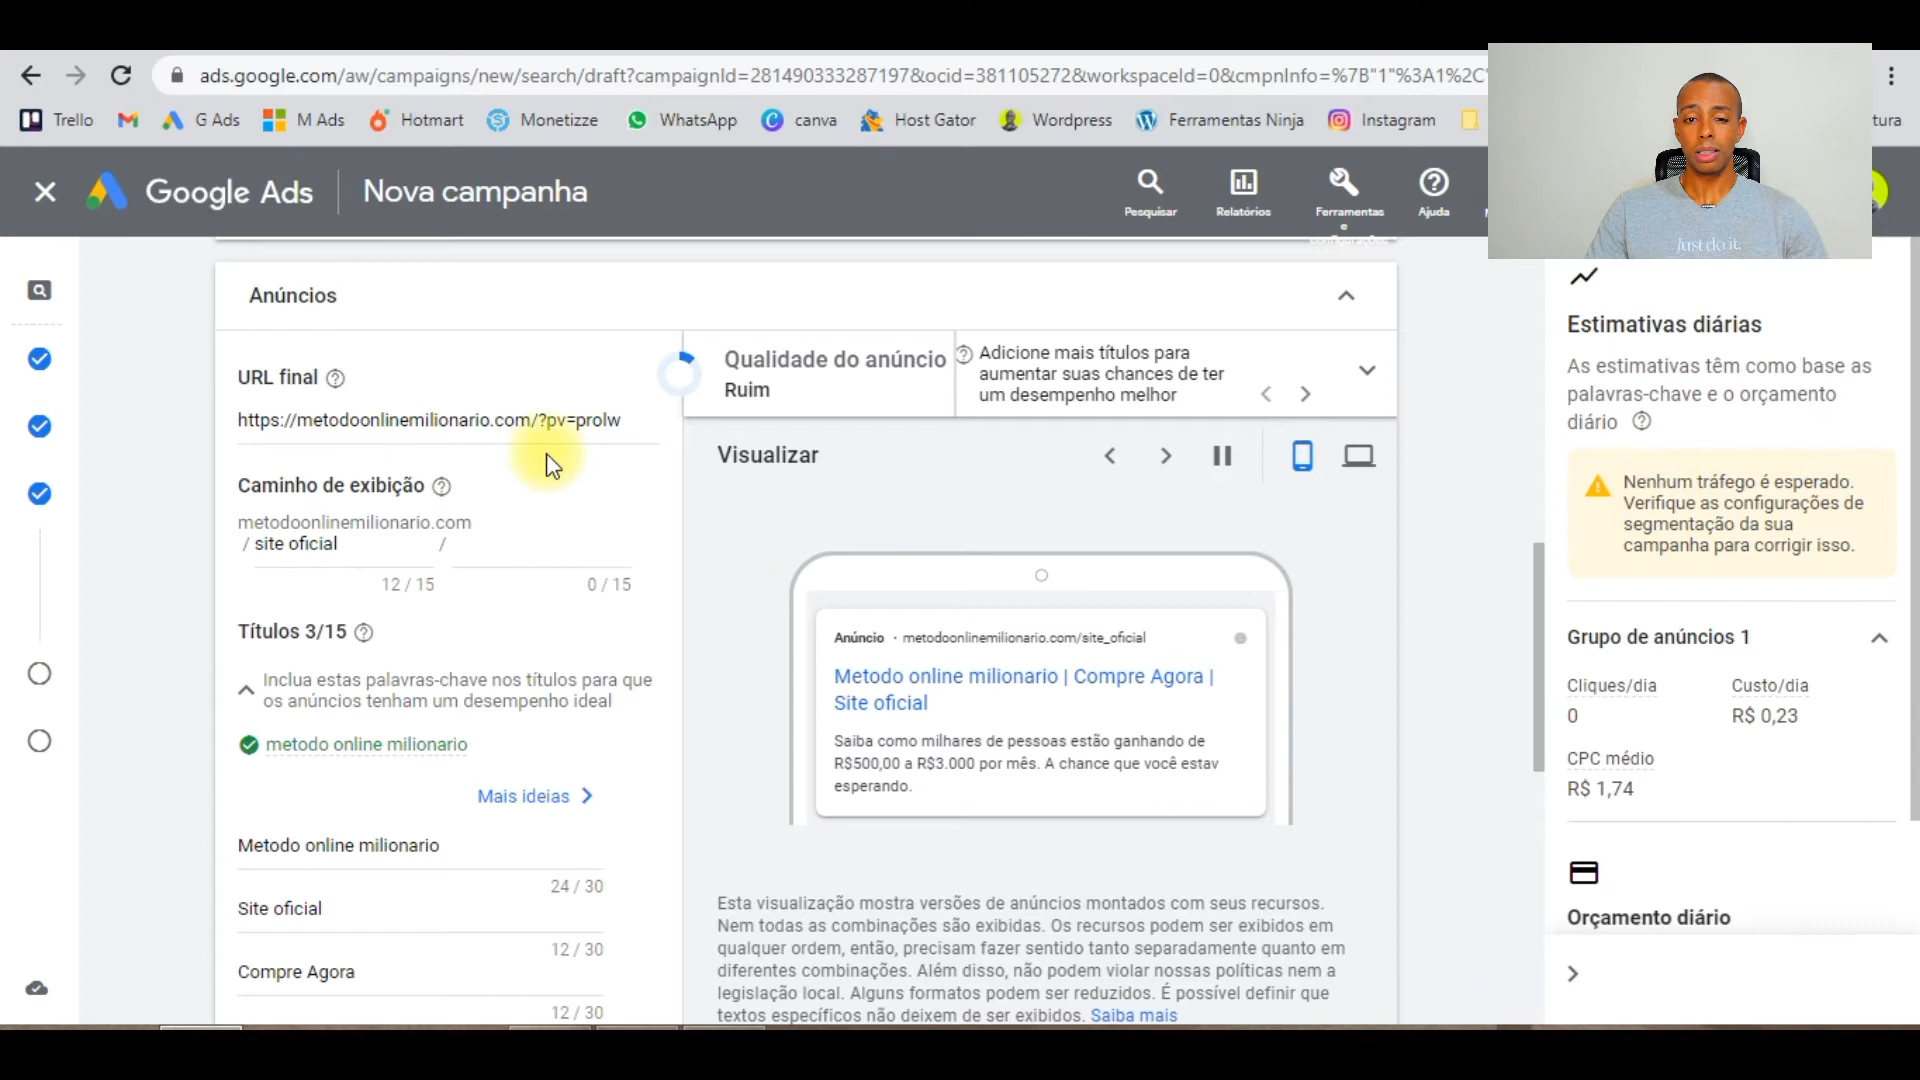 ads.google.com/aw/campaigns/new/search/draft?campaignId=281490333287197&ocid=381105272&workspaceId=0&cmpnInfo=%7B"1"%3A1%2C
Trello
G Ads
M Ads
Hotmart
Monetizze
WhatsApp
canva
Host Gator
Wordpress
Ferramentas Ninja
Instagram
tura
Google Ads
Nova campanha
Pesquisar
Relatórios
Ferramentas
e
Ajuda
Just do it.
Anúncios
URL final
https://metodoonlinemilionario.com/?pv=prolw
Caminho de exibição
metodoonlinemilionario.com
/ site oficial /
12 / 15
0 / 15
Títulos 3/15
Inclua estas palavras-chave nos títulos para que
os anúncios tenham um desempenho ideal
metodo online milionario
Mais ideias
Metodo online milionario
24 / 30
Site oficial
12 / 30
Compre Agora
12 / 30
Qualidade do anúncio
Ruim
Adicione mais títulos para
aumentar suas chances de ter
um desempenho melhor
Visualizar
Anúncio · metodoonlinemilionario.com/site_oficial
Metodo online milionario | Compre Agora |
Site oficial
Saiba como milhares de pessoas estão ganhando de
R$500,00 a R$3.000 por mês. A chance que você estav
esperando.
Esta visualização mostra versões de anúncios montados com seus recursos.
Nem todas as combinações são exibidas. Os recursos podem ser exibidos em
qualquer ordem, então, precisam fazer sentido tanto separadamente quanto em
diferentes combinações. Além disso, não podem violar nossas políticas nem a
legislação local. Alguns formatos podem ser reduzidos. É possível definir que
textos específicos não deixem de ser exibidos. Saiba mais
Estimativas diárias
As estimativas têm como base as
palavras-chave e o orçamento
diário
Nenhum tráfego é esperado.
Verifique as configurações de
segmentação da sua
campanha para corrigir isso.
Grupo de anúncios 1
Cliques/dia
0
Custo/dia
R$ 0,23
CPC médio
R$ 1,74
Orçamento diário